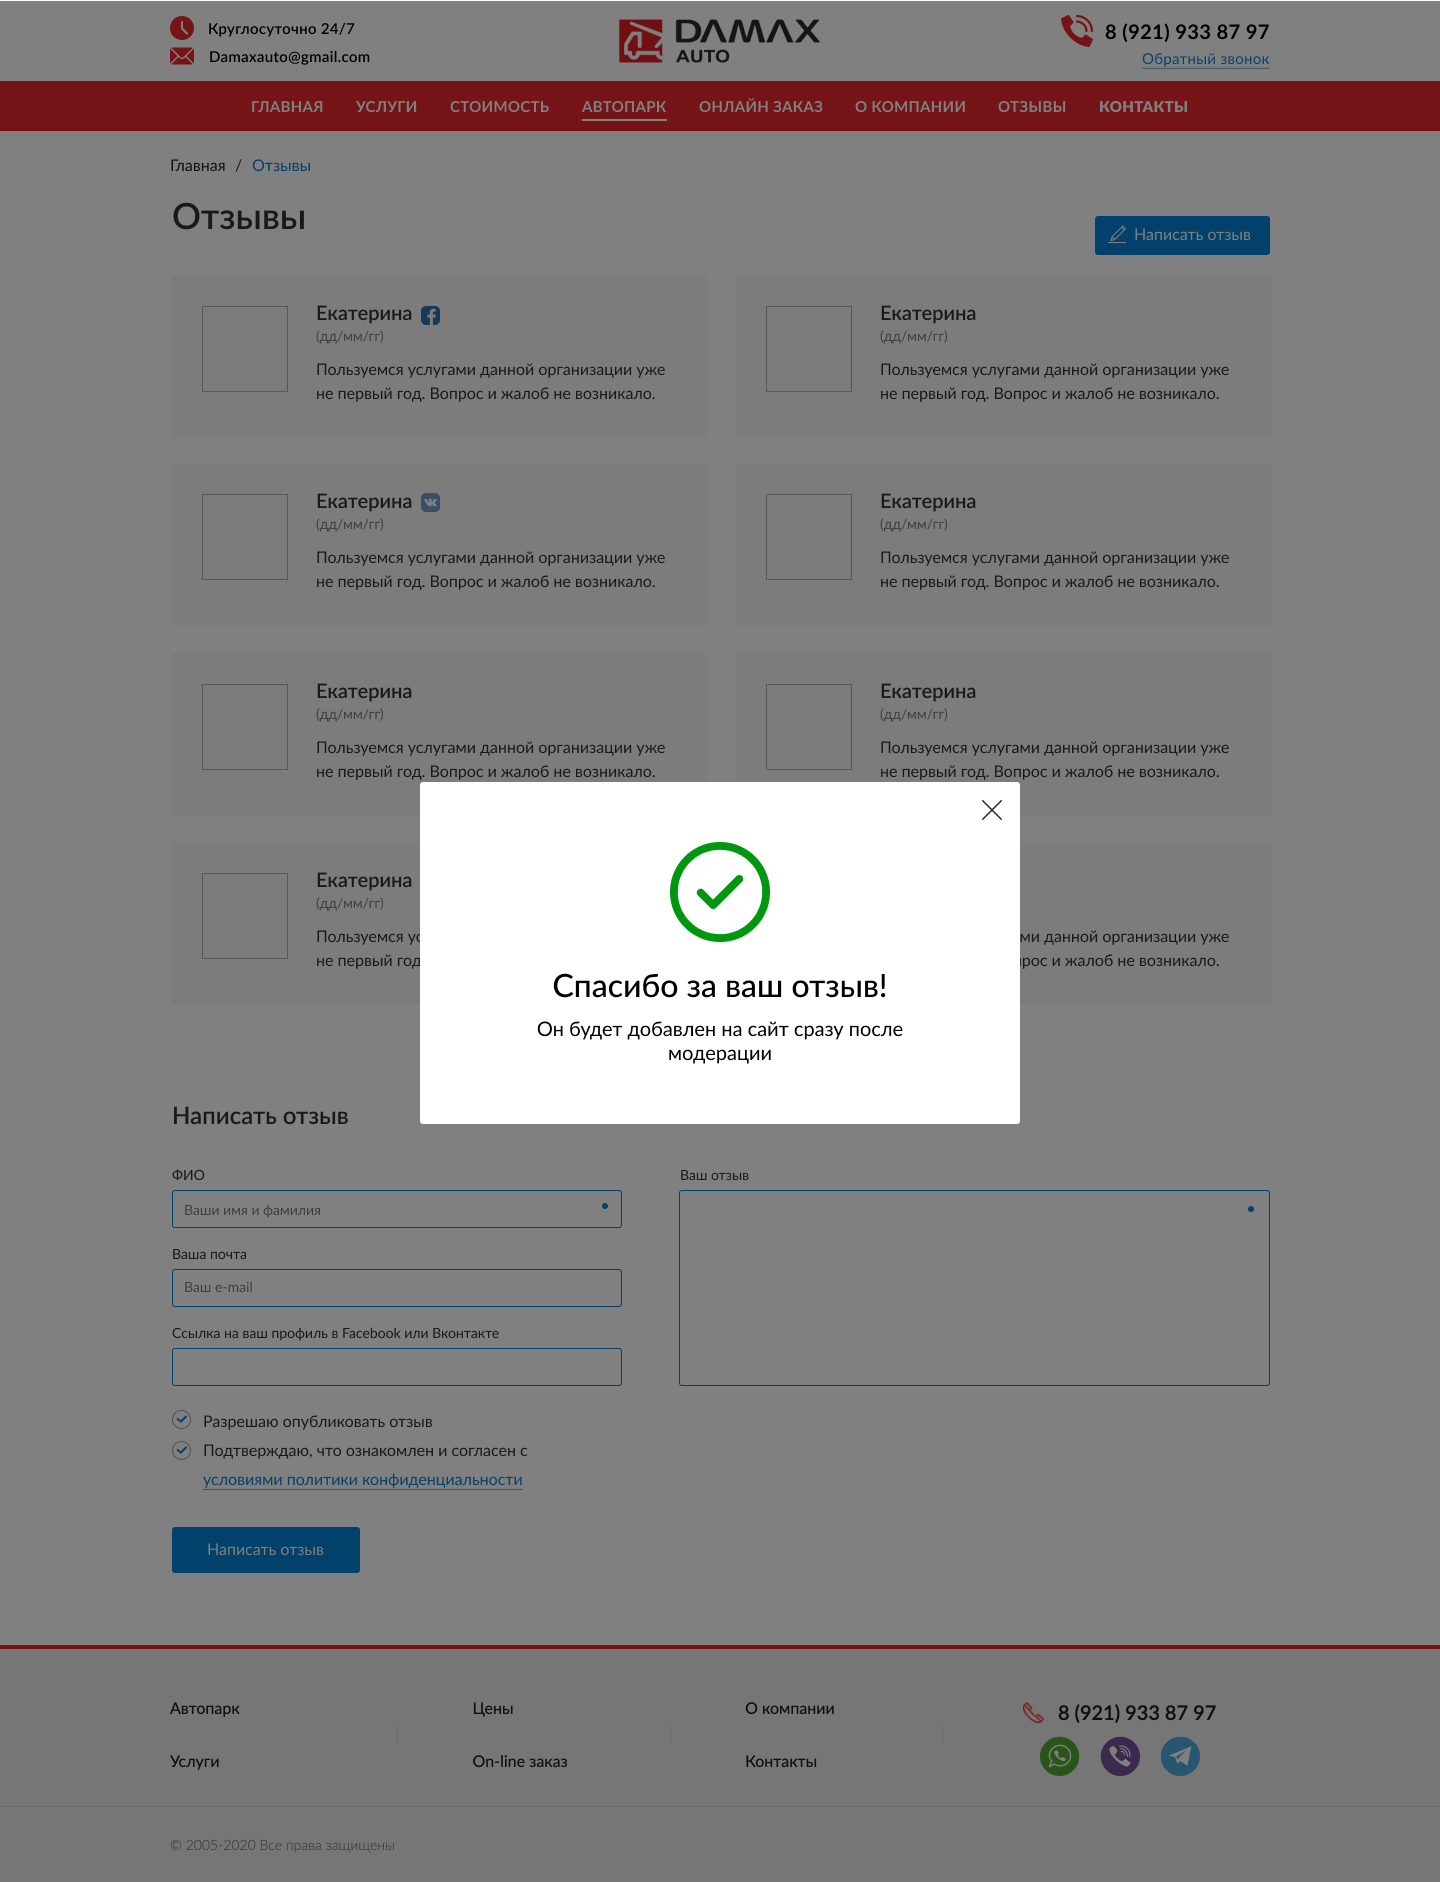 Круглосуточно 24/7
Damaxauto@gmail.com
DAMAX
AUTO
8 (921) 933 87 97
Обратный звонок
ГЛАВНАЯ УСЛУГИ СТОИМОСТЬ АВТОПАРК ОНЛАЙН ЗАКАЗ О КОМПАНИИ ОТЗЫВЫ КОНТАКТЫ
Главная / Отзывы
Отзывы
Написать отзыв
Екатерина
(дд/мм/гг)
Пользуемся услугами данной организации уже
не первый год. Вопрос и жалоб не возникало.
Екатерина
(дд/мм/гг)
Пользуемся услугами данной организации уже
не первый год. Вопрос и жалоб не возникало.
Екатерина
(дд/мм/гг)
Пользуемся услугами данной организации уже
не первый год. Вопрос и жалоб не возникало.
Екатерина
(дд/мм/гг)
Пользуемся услугами данной организации уже
не первый год. Вопрос и жалоб не возникало.
Екатерина
(дд/мм/гг)
Пользуемся услугами данной организации уже
не первый год. Вопрос и жалоб не возникало.
Екатерина
(дд/мм/гг)
Пользуемся услугами данной организации уже
не первый год. Вопрос и жалоб не возникало.
Екатерина
(дд/мм/гг)
Пользуемся
не первый год
данной организации уже
и жалоб не возникало.
Спасибо за ваш отзыв!
Он будет добавлен на сайт сразу после
модерации
Написать отзыв
ФИО
Ваши имя и фамилия
Ваша почта
Ваш e-mail
Ссылка на ваш профиль в Facebook или Вконтакте
Ваш отзыв
Разрешаю опубликовать отзыв
Подтверждаю, что ознакомлен и согласен с
условиями политики конфиденциальности
Написать отзыв
Автопарк
Услуги
Цены
On-line заказ
О компании
Контакты
8 (921) 933 87 97
© 2005-2020 Все права защищены